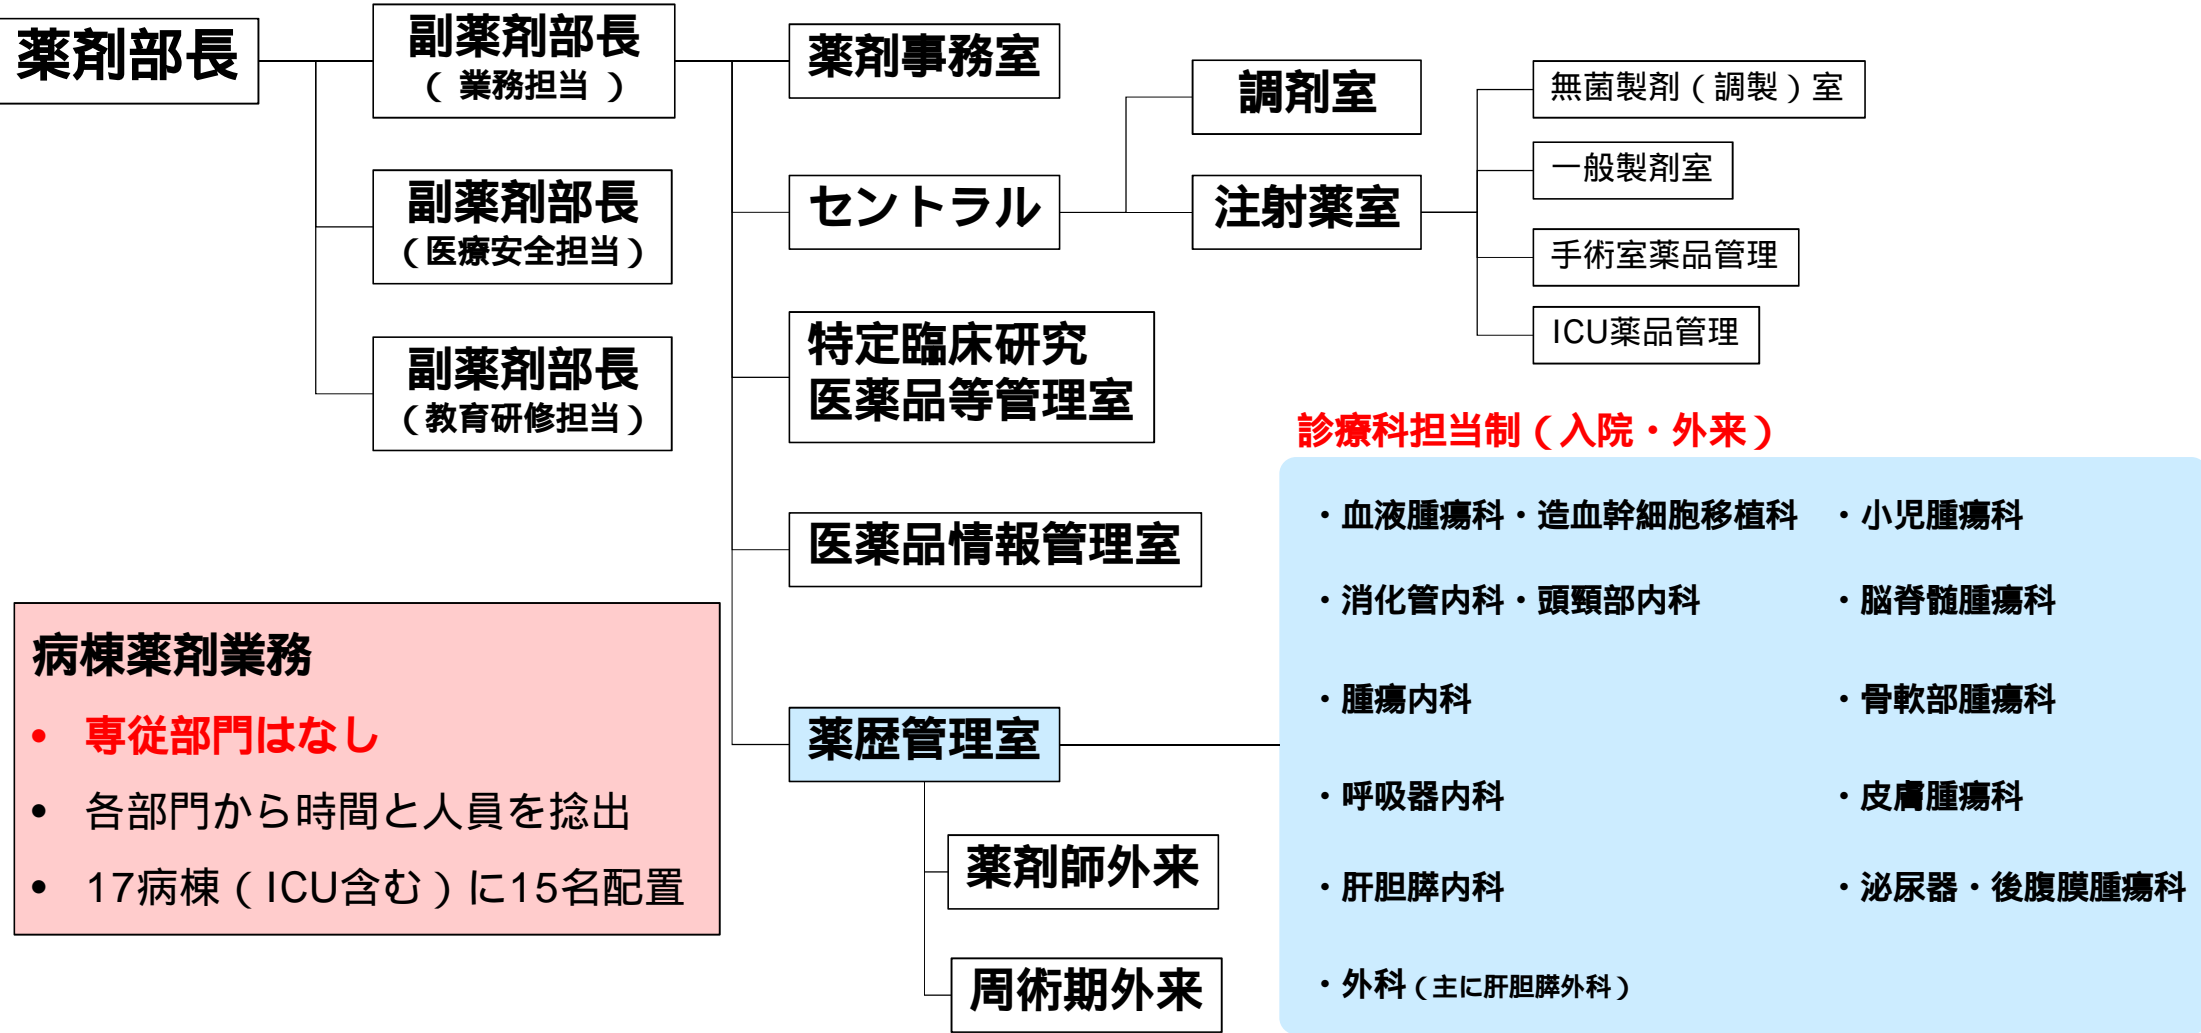 薬剤部長
副薬剤部長
（ 業務担当 ）
副薬剤部長
（医療安全担当）
副薬剤部長
（教育研修担当）
薬剤事務室
セントラル
特定臨床研究
医薬品等管理室
医薬品情報管理室
薬歴管理室
薬剤師外来
周術期外来
調剤室
注射薬室
無菌製剤（調製）室
一般製剤室
手術室薬品管理
ICU薬品管理
診療科担当制（入院・外来）
・血液腫瘍科・造血幹細胞移植科
・消化管内科・頭頸部内科
・腫瘍内科
・呼吸器内科
・肝胆膵内科
・外科（主に肝胆膵外科）
・小児腫瘍科
・脳脊髄腫瘍科
・骨軟部腫瘍科
・皮膚腫瘍科
・泌尿器・後腹膜腫瘍科
病棟薬剤業務
• 専従部門はなし
• 各部門から時間と人員を捻出
• 17病棟（ICU含む）に15名配置